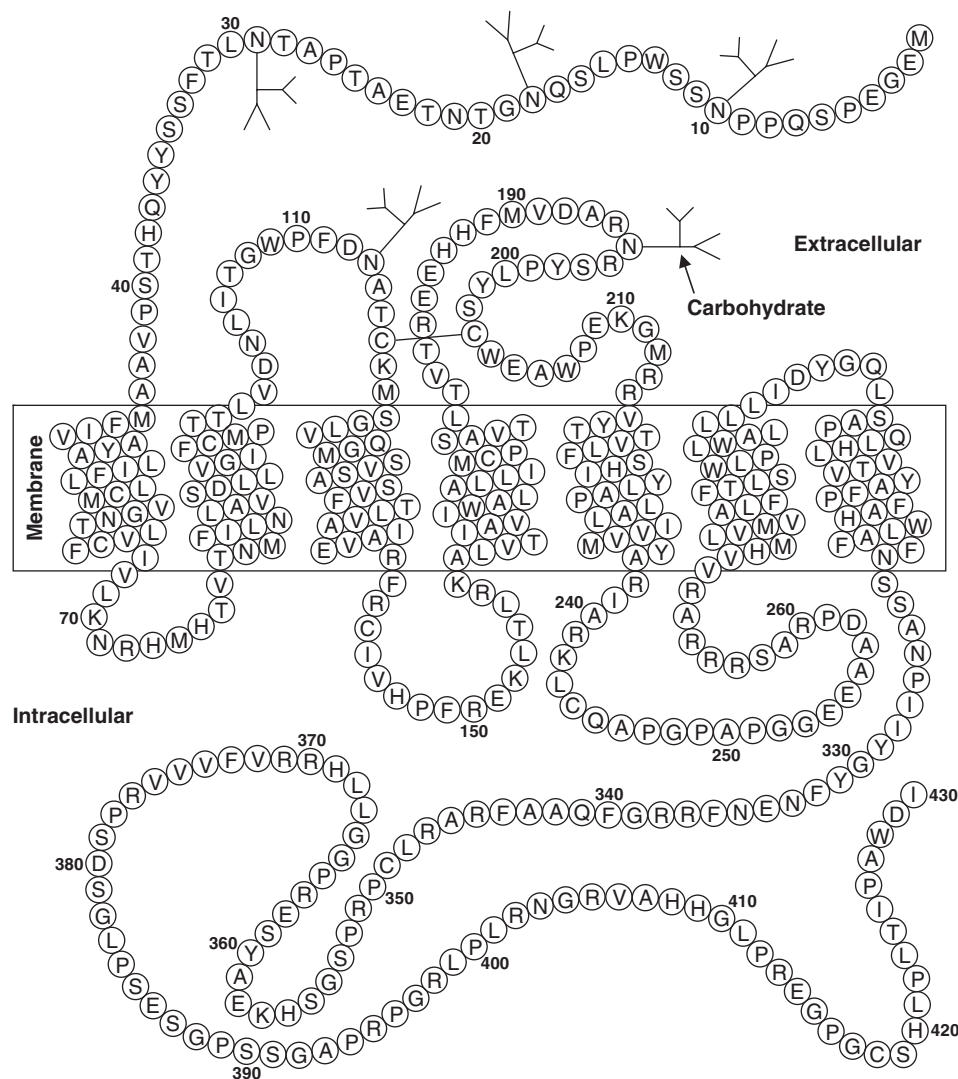 M E G E P S Q P P N S S W P L S Q N G T N T E A T P A T N L T F S S Y Y Q H T S P V A A M
10
20
30
40
V I F
A Y A
L F I L
M C L
T N G V
F C V L
I V L K N R H M H T V T
70
T T L
F C M P
V G I
S D L L
L A V
F I L N
N M
V D N L I T G W P F D N A T C K M S
110
V L G
M G Q
A S V S
F V S
A V L T
E V A I
R F R C I V H P F R E K L T L R K A
150
S A V T
M C P
A L L I
I W A L
I A V
L V T
L T V T R E E H H F M V D A R N R S Y P L Y S C W E A W P E K G M R R V
190
200
210
Extracellular
Carbohydrate
T Y
F L V T
I H S
P A L Y
L A L
M V V I
Y
A R I A R K L C Q A P G P A P G G E E A A D P R A S R R R A R V
240
250
260
L L
L W A L
W L P
F T L S
A L F
L V M V
V H M
L I D Y G Q L S
P A
L H L Q
V T V
P F A Y
H A F
F A L W
F
Membrane
Intracellular
N S S A N P I I Y G Y F N E N F R R G F Q A A F R A R L C P R P S G S H K E A Y S E R P G G L L H R R V F V V V R P S D S G L P S E S G P S S G A P R P G R L P L R N G R V A H H G L P R E G P G C S H L P L T I P A W D I
330
340
350
360
370
380
390
400
410
420
430